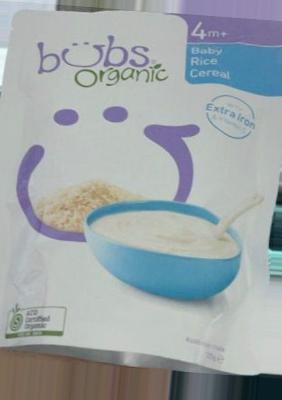 bubs
Organic
4m+
Baby
Rice
Cereal
Extra Iron
ACO
Certified
Organic